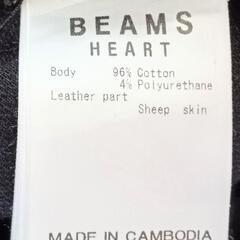 BEAMS
HEART
Body 96% Cotton
4% Polyurethane
Leather part
Sheep skin
MADE IN CAMBODIA